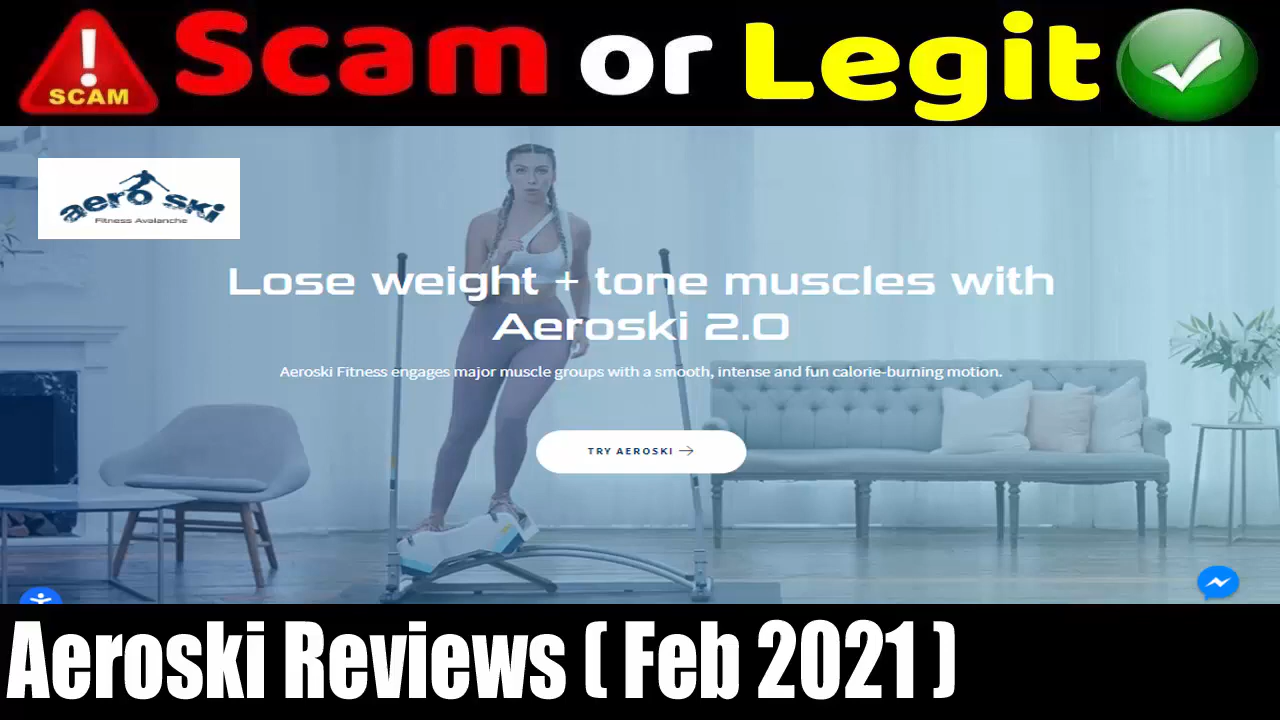 SCAM
Scam or Legit
aero ski
Fitness Avalanche
Lose weight + tone muscles with
Aeroski 2.0
Aeroski Fitness engages major muscle groups with a smooth, intense and fun calorie-burning motion.
TRY AEROSKI
Aeroski Reviews ( Feb 2021 )